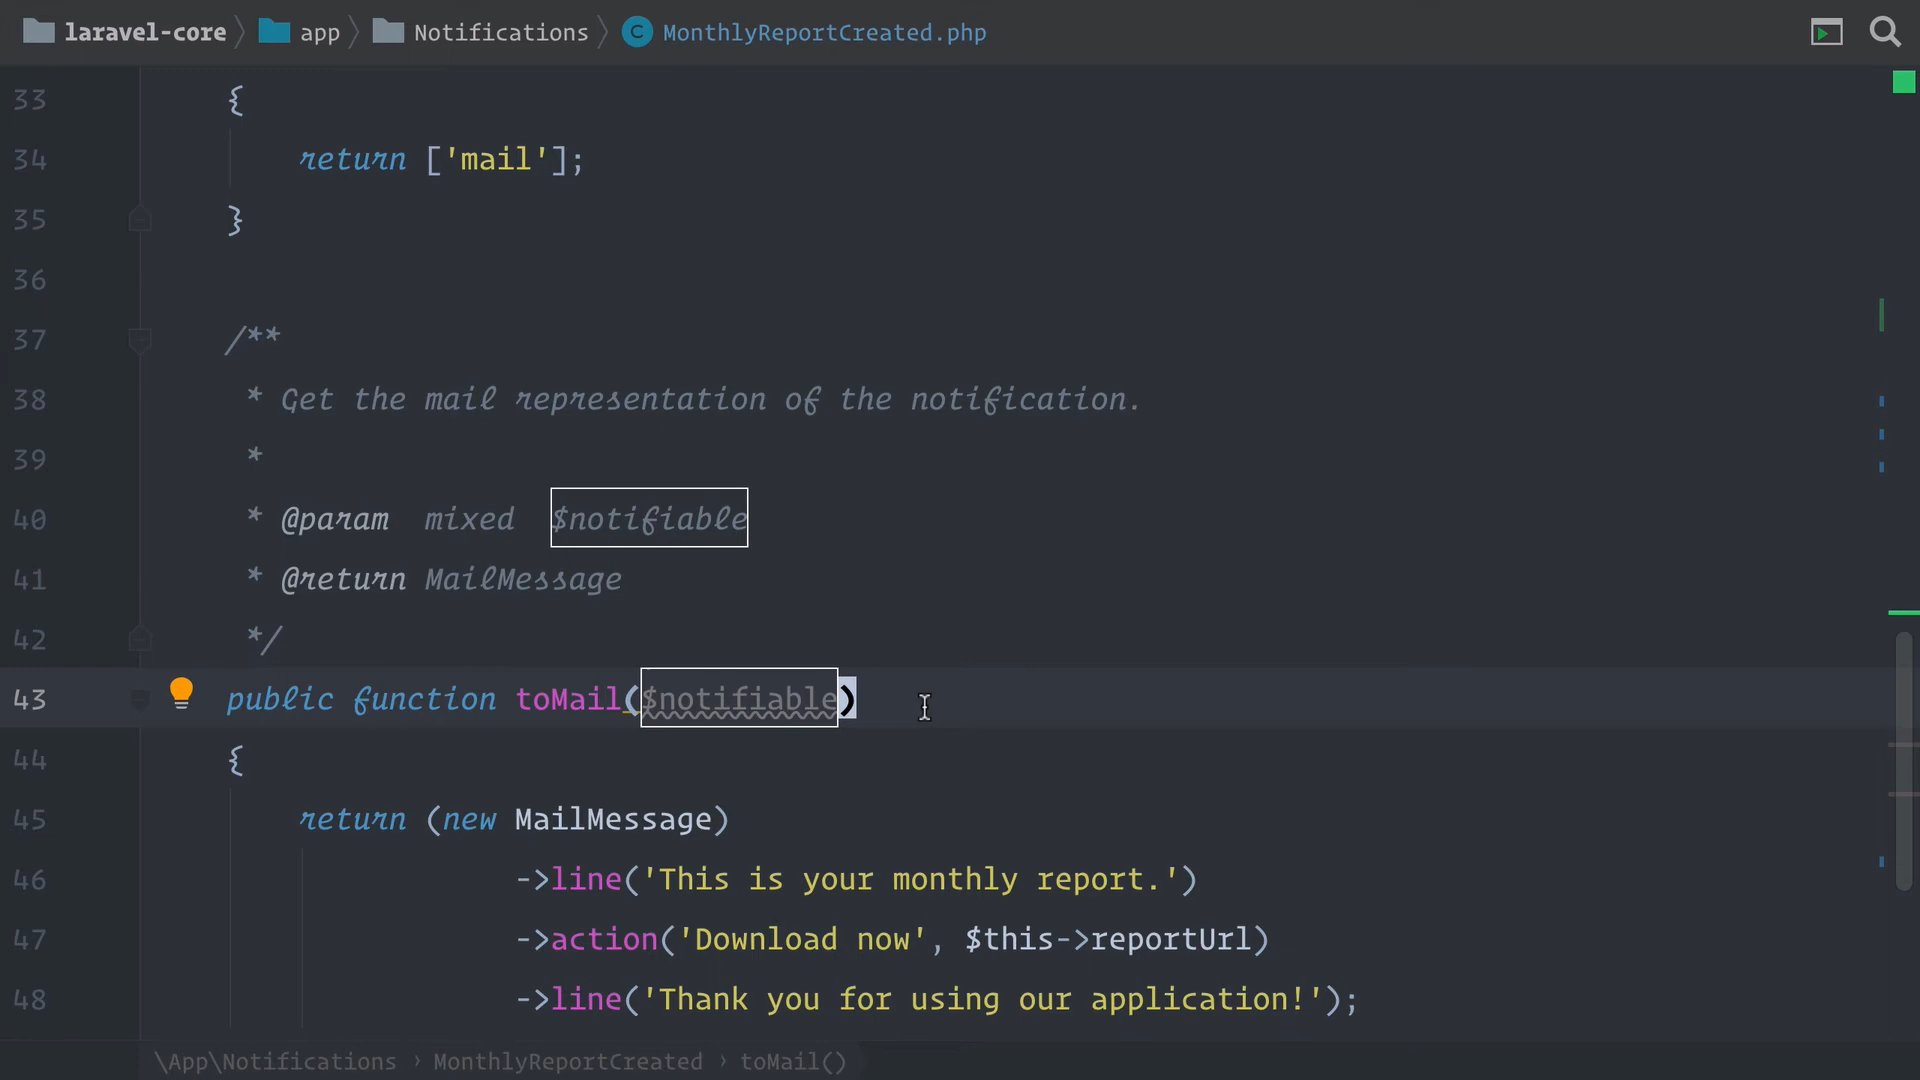 laravel-core app Notifications MonthlyReportCreated.php
33 {
34 return ['mail'];
35 }
36
37 /**
38 * Get the mail representation of the notification.
39 *
40 * @param mixed $notifiable
41 * @return MailMessage
42 */
43 public function toMail($notifiable)
44 {
45 return (new MailMessage)
46 ->line('This is your monthly report.')
47 ->action('Download now', $this->reportUrl)
48 ->line('Thank you for using our application!');
\App\Notifications › MonthlyReportCreated › toMail()